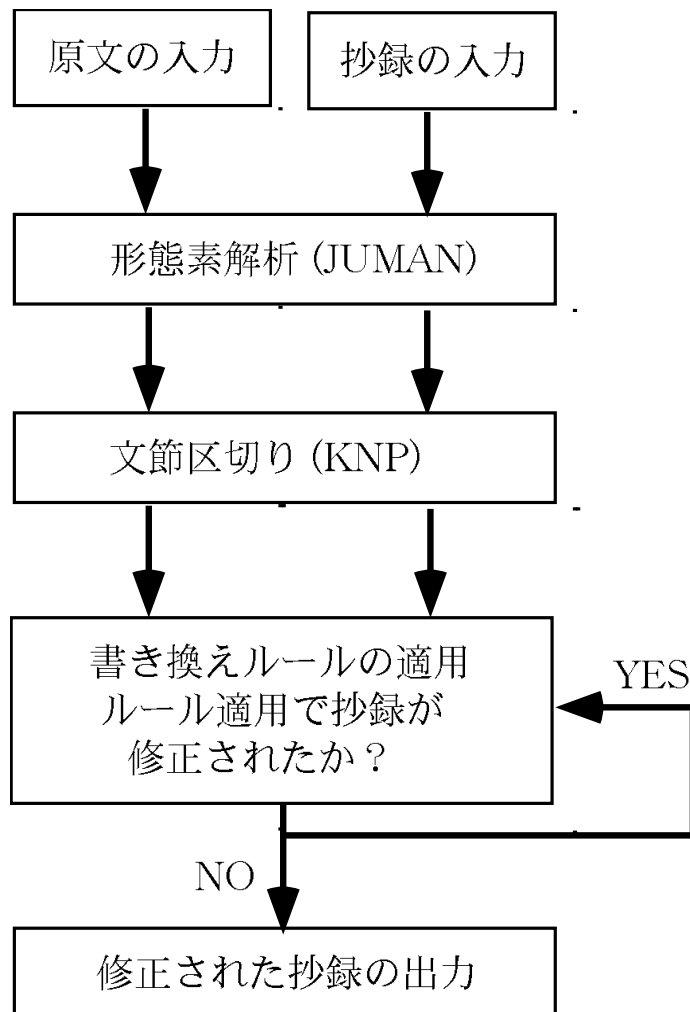 原文の入力
抄録の入力
形態素解析 (JUMAN)
文節区切り (KNP)
書き換えルールの適用
ルール適用で抄録が
修正されたか？
YES
NO
修正された抄録の出力